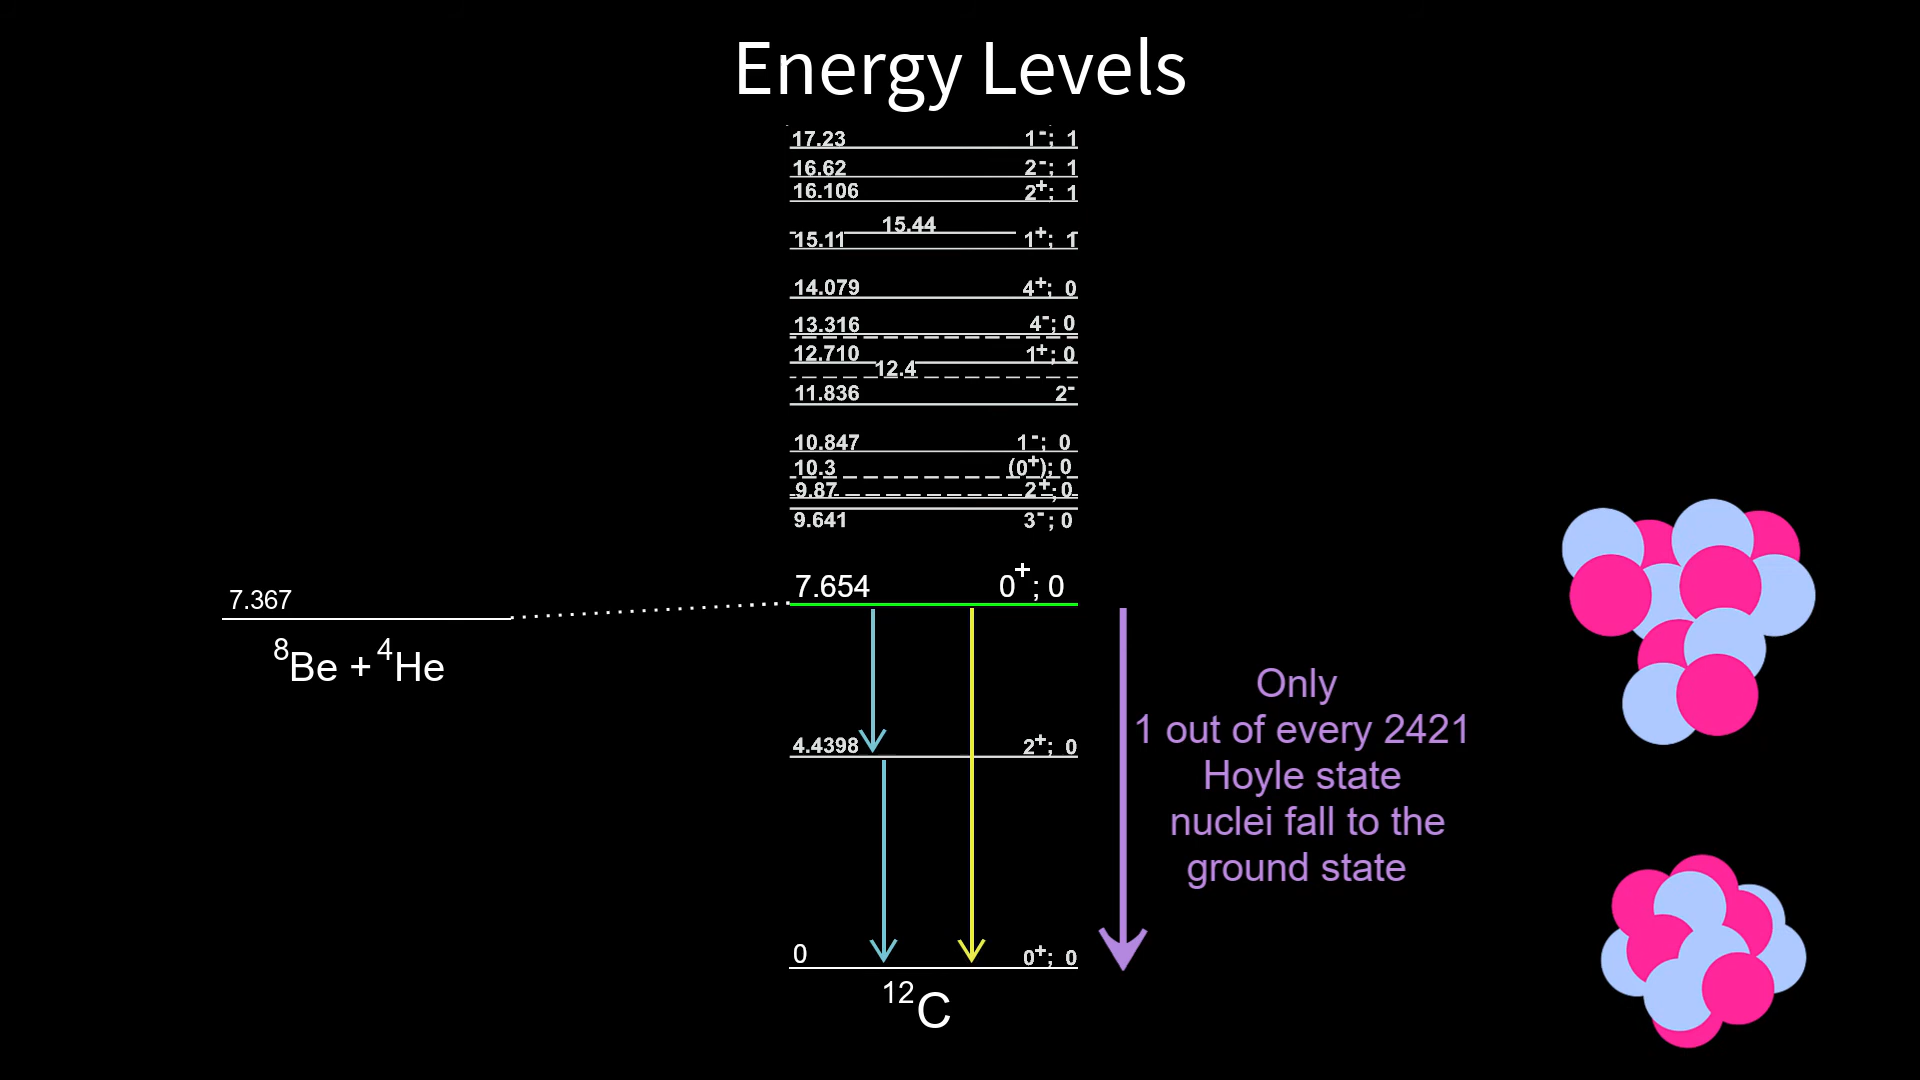 Energy Levels
17.23 1⁻; 1
16.62 2⁻; 1
16.106 2⁺; 1
15.44
15.11 1⁺; 1
14.079 4⁺; 0
13.316 4⁻; 0
12.710 1⁺; 0
12.4
11.836 2⁻
10.847 1⁻; 0
10.3 (0⁺); 0
9.87 2⁺; 0
9.641 3⁻; 0
7.654 0⁺; 0
7.367
⁸Be + ⁴He
Only
1 out of every 2421
Hoyle state
nuclei fall to the
ground state
4.4398 2⁺; 0
0 0⁺; 0
¹²C